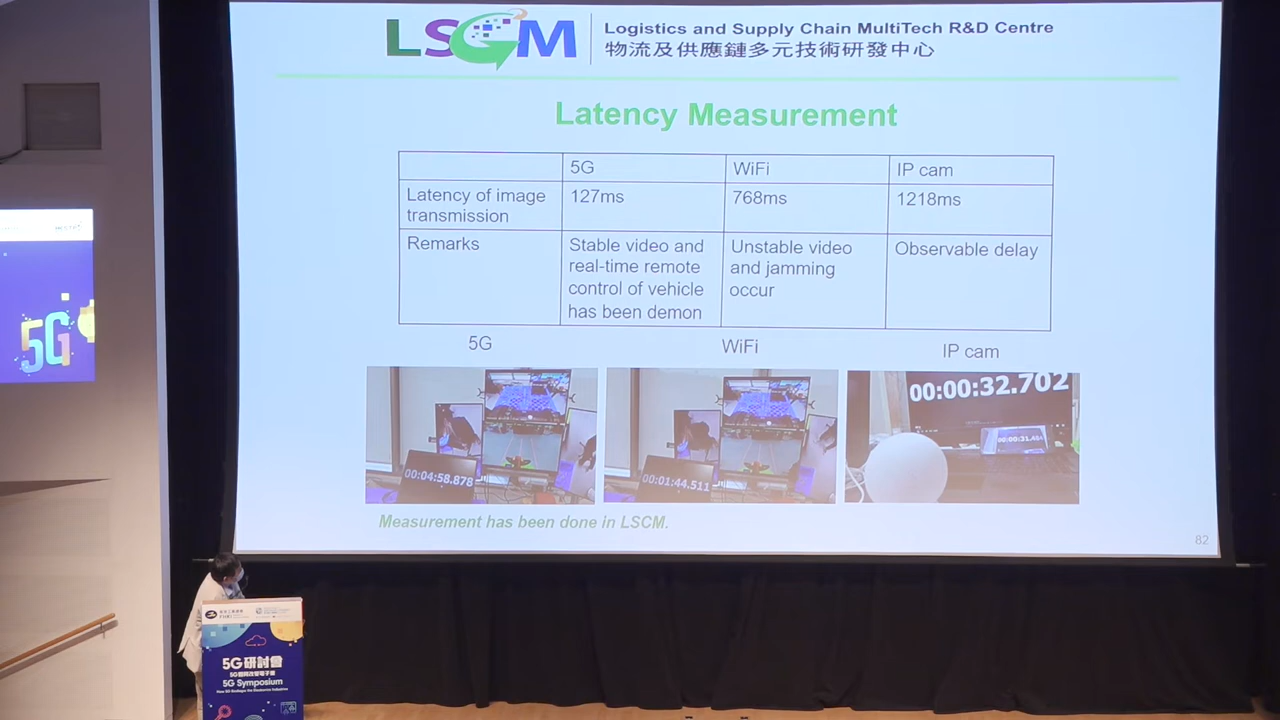 LSCM
Logistics and Supply Chain MultiTech R&D Centre
物流及供應鏈多元技術研發中心
Latency Measurement
5G
WiFi
IP cam
Latency of image
transmission
127ms
768ms
1218ms
Remarks
Stable video and
real-time remote
control of vehicle
has been demon
Unstable video
and jamming
occur
Observable delay
5G
WiFi
IP cam
00:04:58.878
00:01:44.511
00:00:32.702
Measurement has been done in LSCM.
82
5G
5G研討會
5G Symposium